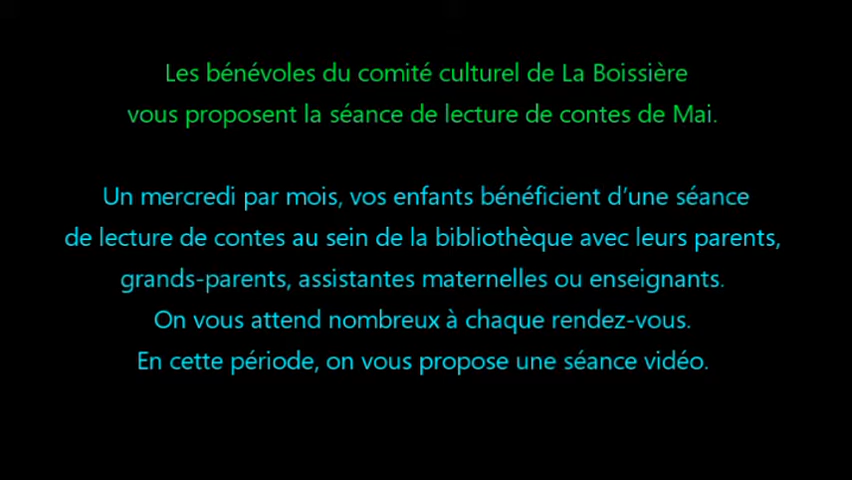 Les bénévoles du comité culturel de La Boissière
vous proposent la séance de lecture de contes de Mai.
Un mercredi par mois, vos enfants bénéficient d’une séance
de lecture de contes au sein de la bibliothèque avec leurs parents,
grands-parents, assistantes maternelles ou enseignants.
On vous attend nombreux à chaque rendez-vous.
En cette période, on vous propose une séance vidéo.